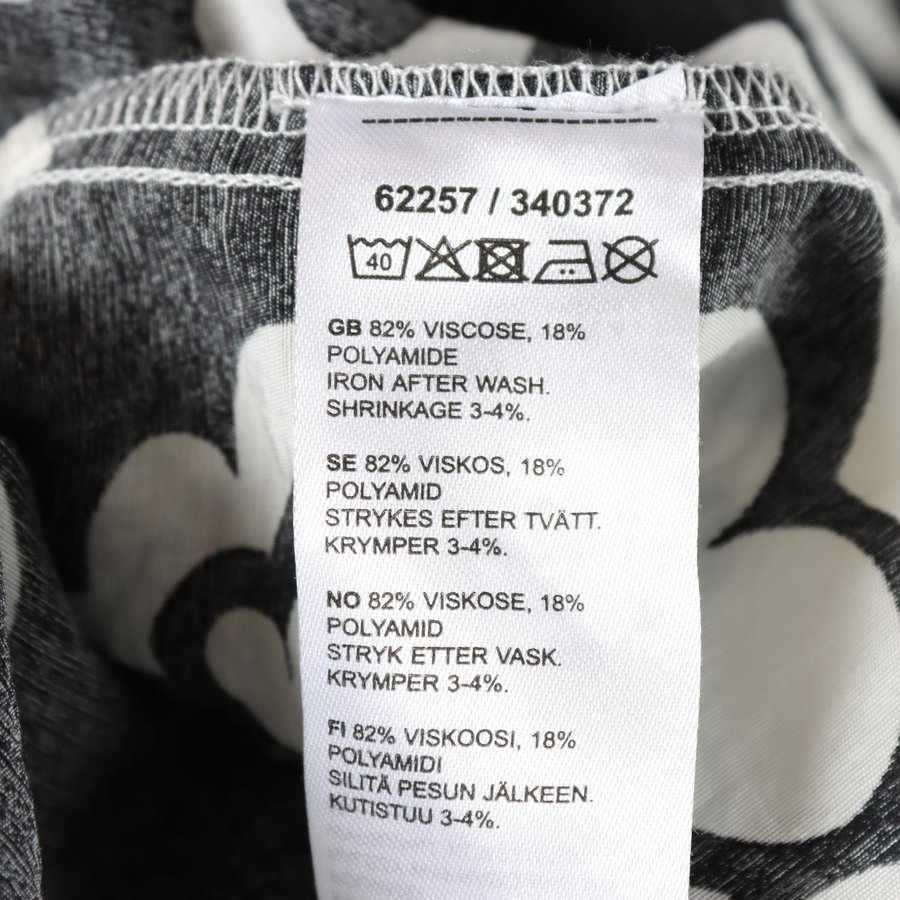 62257 / 340372
40
GB 82% VISCOSE, 18%
POLYAMIDE
IRON AFTER WASH.
SHRINKAGE 3-4%.
SE 82% VISKOS, 18%
POLYAMID
STRYKES EFTER TVÄTT.
KRYMPER 3-4%.
NO 82% VISKOSE, 18%
POLYAMID
STRYK ETTER VASK.
KRYMPER 3-4%.
FI 82% VISKOOSI, 18%
POLYAMIDI
SILITÄ PESUN JÄLKEEN.
KUTISTUU 3-4%.